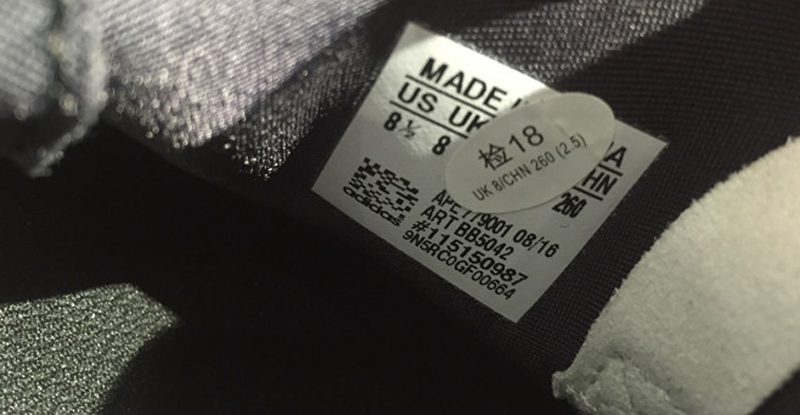 MADE
US UK
8½ 8
HN
260
检18
UK 8/CHN 260 (2.5)
adidas
APE 779001 08/16
ART BB5042
#115150987
9N5RC0GF00664